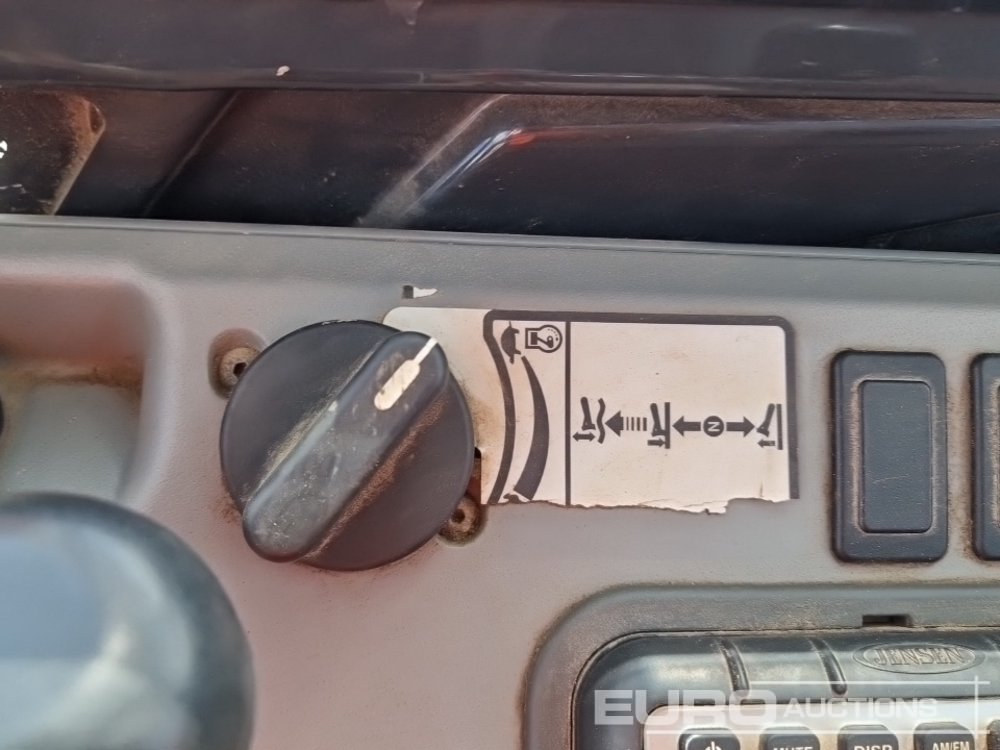 N
JENSEN
EURO AUCTIONS
MUTE DISP AM/FM